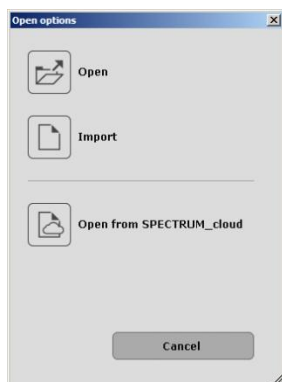 Open options
Open
Import
Open from SPECTRUM_cloud
Cancel